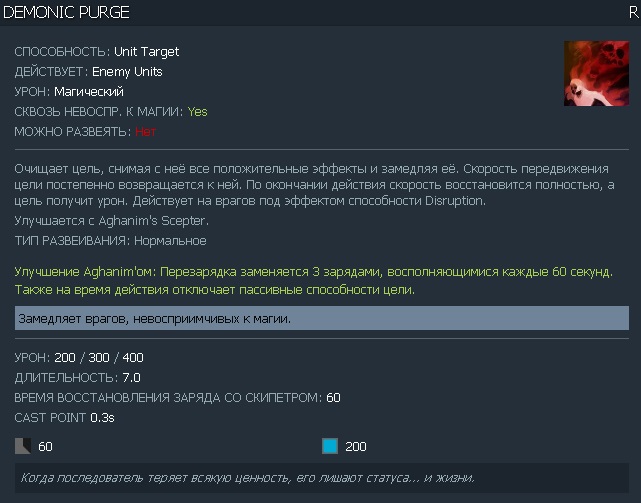 DEMONIC PURGE
R
СПОСОБНОСТЬ: Unit Target
ДЕЙСТВУЕТ: Enemy Units
УРОН: Магический
СКВОЗЬ НЕВОСПР. К МАГИИ: Yes
МОЖНО РАЗВЕЯТЬ: Нет
Очищает цель, снимая с неё все положительные эффекты и замедляя её. Скорость передвижения
цели постепенно возвращается к ней. По окончании действия скорость восстановится полностью, а
цель получит урон. Действует на врагов под эффектом способности Disruption.
Улучшается с Aghanim's Scepter.
ТИП РАЗВЕИВАНИЯ: Нормальное
Улучшение Aghanim'ом: Перезарядка заменяется 3 зарядами, восполняющимися каждые 60 секунд.
Также на время действия отключает пассивные способности цели.
Замедляет врагов, невосприимчивых к магии.
УРОН: 200 / 300 / 400
ДЛИТЕЛЬНОСТЬ: 7.0
ВРЕМЯ ВОССТАНОВЛЕНИЯ ЗАРЯДА СО СКИПЕТРОМ: 60
CAST POINT 0.3s
60
200
Когда последователь теряет всякую ценность, его лишают статуса... и жизни.